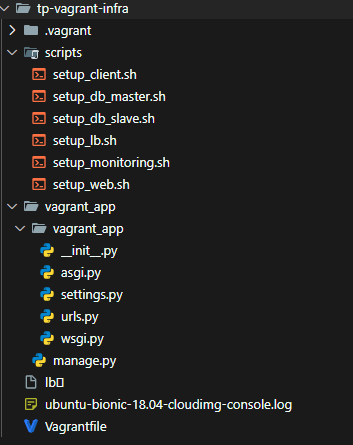 tp-vagrant-infra
.vagrant
scripts
setup_client.sh
setup_db_master.sh
setup_db_slave.sh
setup_lb.sh
setup_monitoring.sh
setup_web.sh
vagrant_app
vagrant_app
__init__.py
asgi.py
settings.py
urls.py
wsgi.py
manage.py
lb▯
ubuntu-bionic-18.04-cloudimg-console.log
Vagrantfile